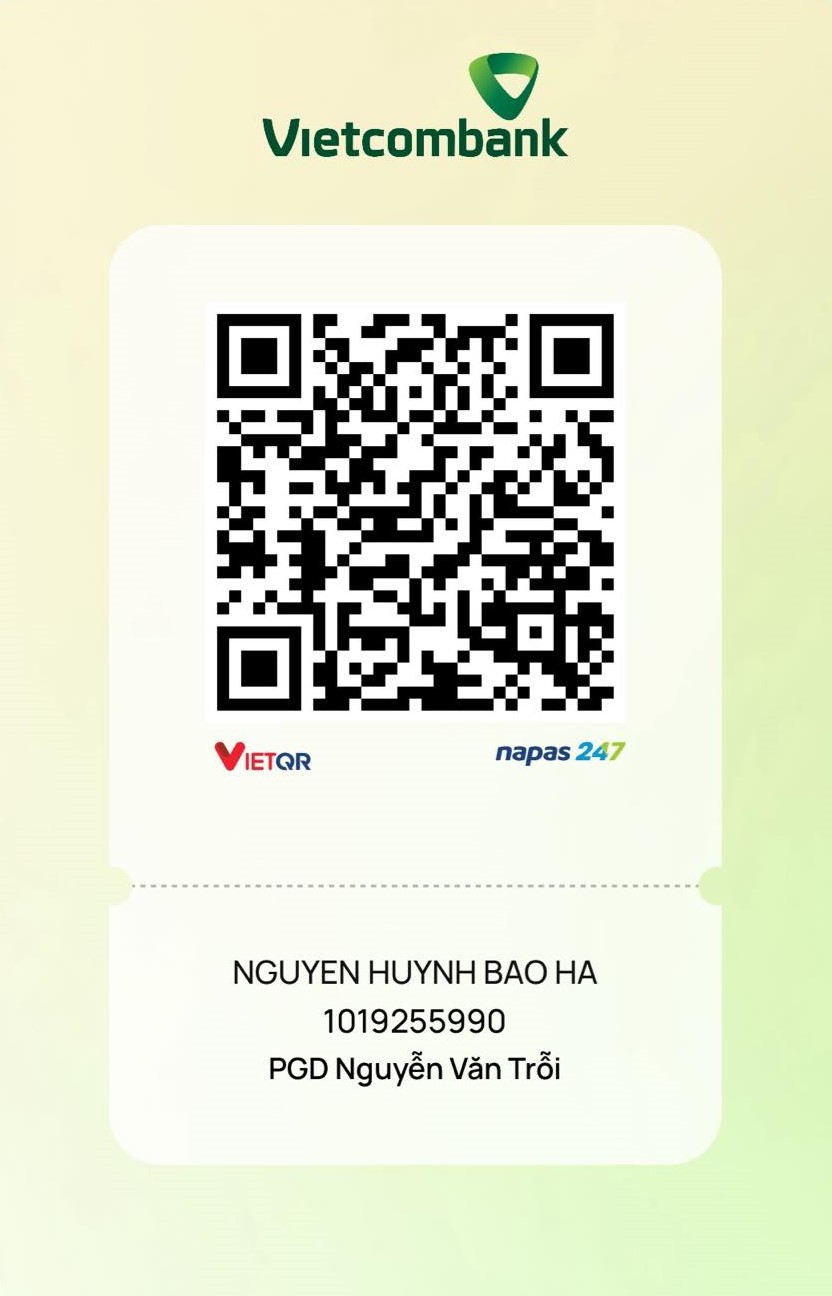 Vietcombank
VIETQR
napas 247
NGUYEN HUYNH BAO HA
1019255990
PGD Nguyễn Văn Trỗi